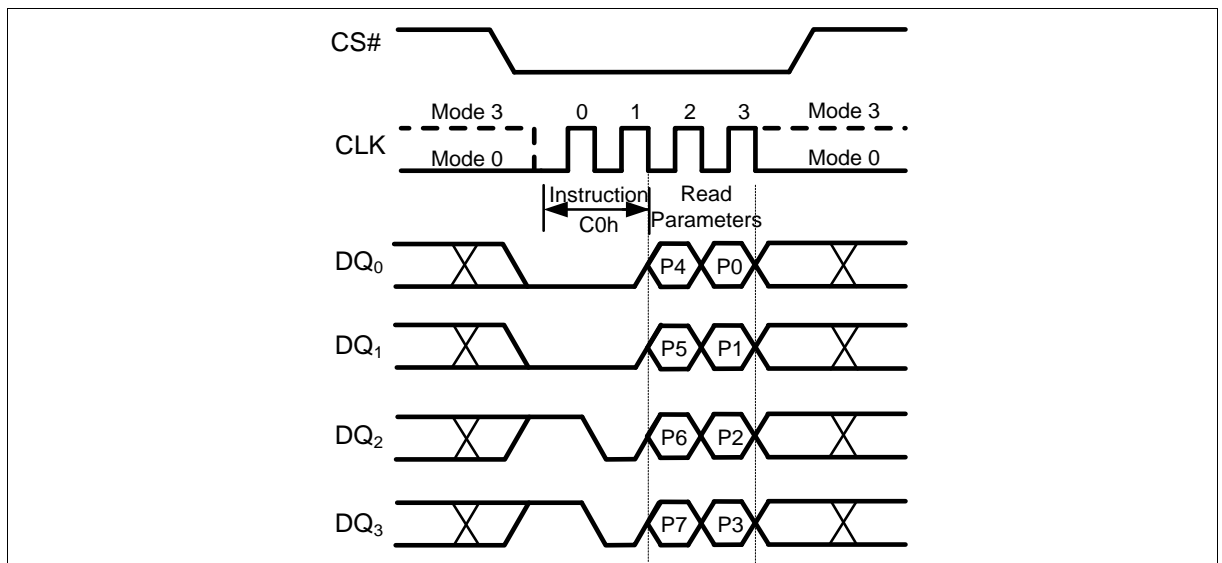 CS#
Mode 3 0 1 2 3 Mode 3
CLK
Mode 0 Mode 0
Instruction Read
C0h Parameters
DQ0 P4 P0
DQ1 P5 P1
DQ2 P6 P2
DQ3 P7 P3